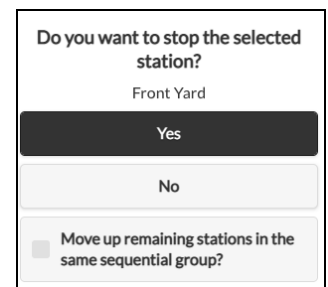 Do you want to stop the selected
station?
Front Yard
Yes
No
Move up remaining stations in the
same sequential group?